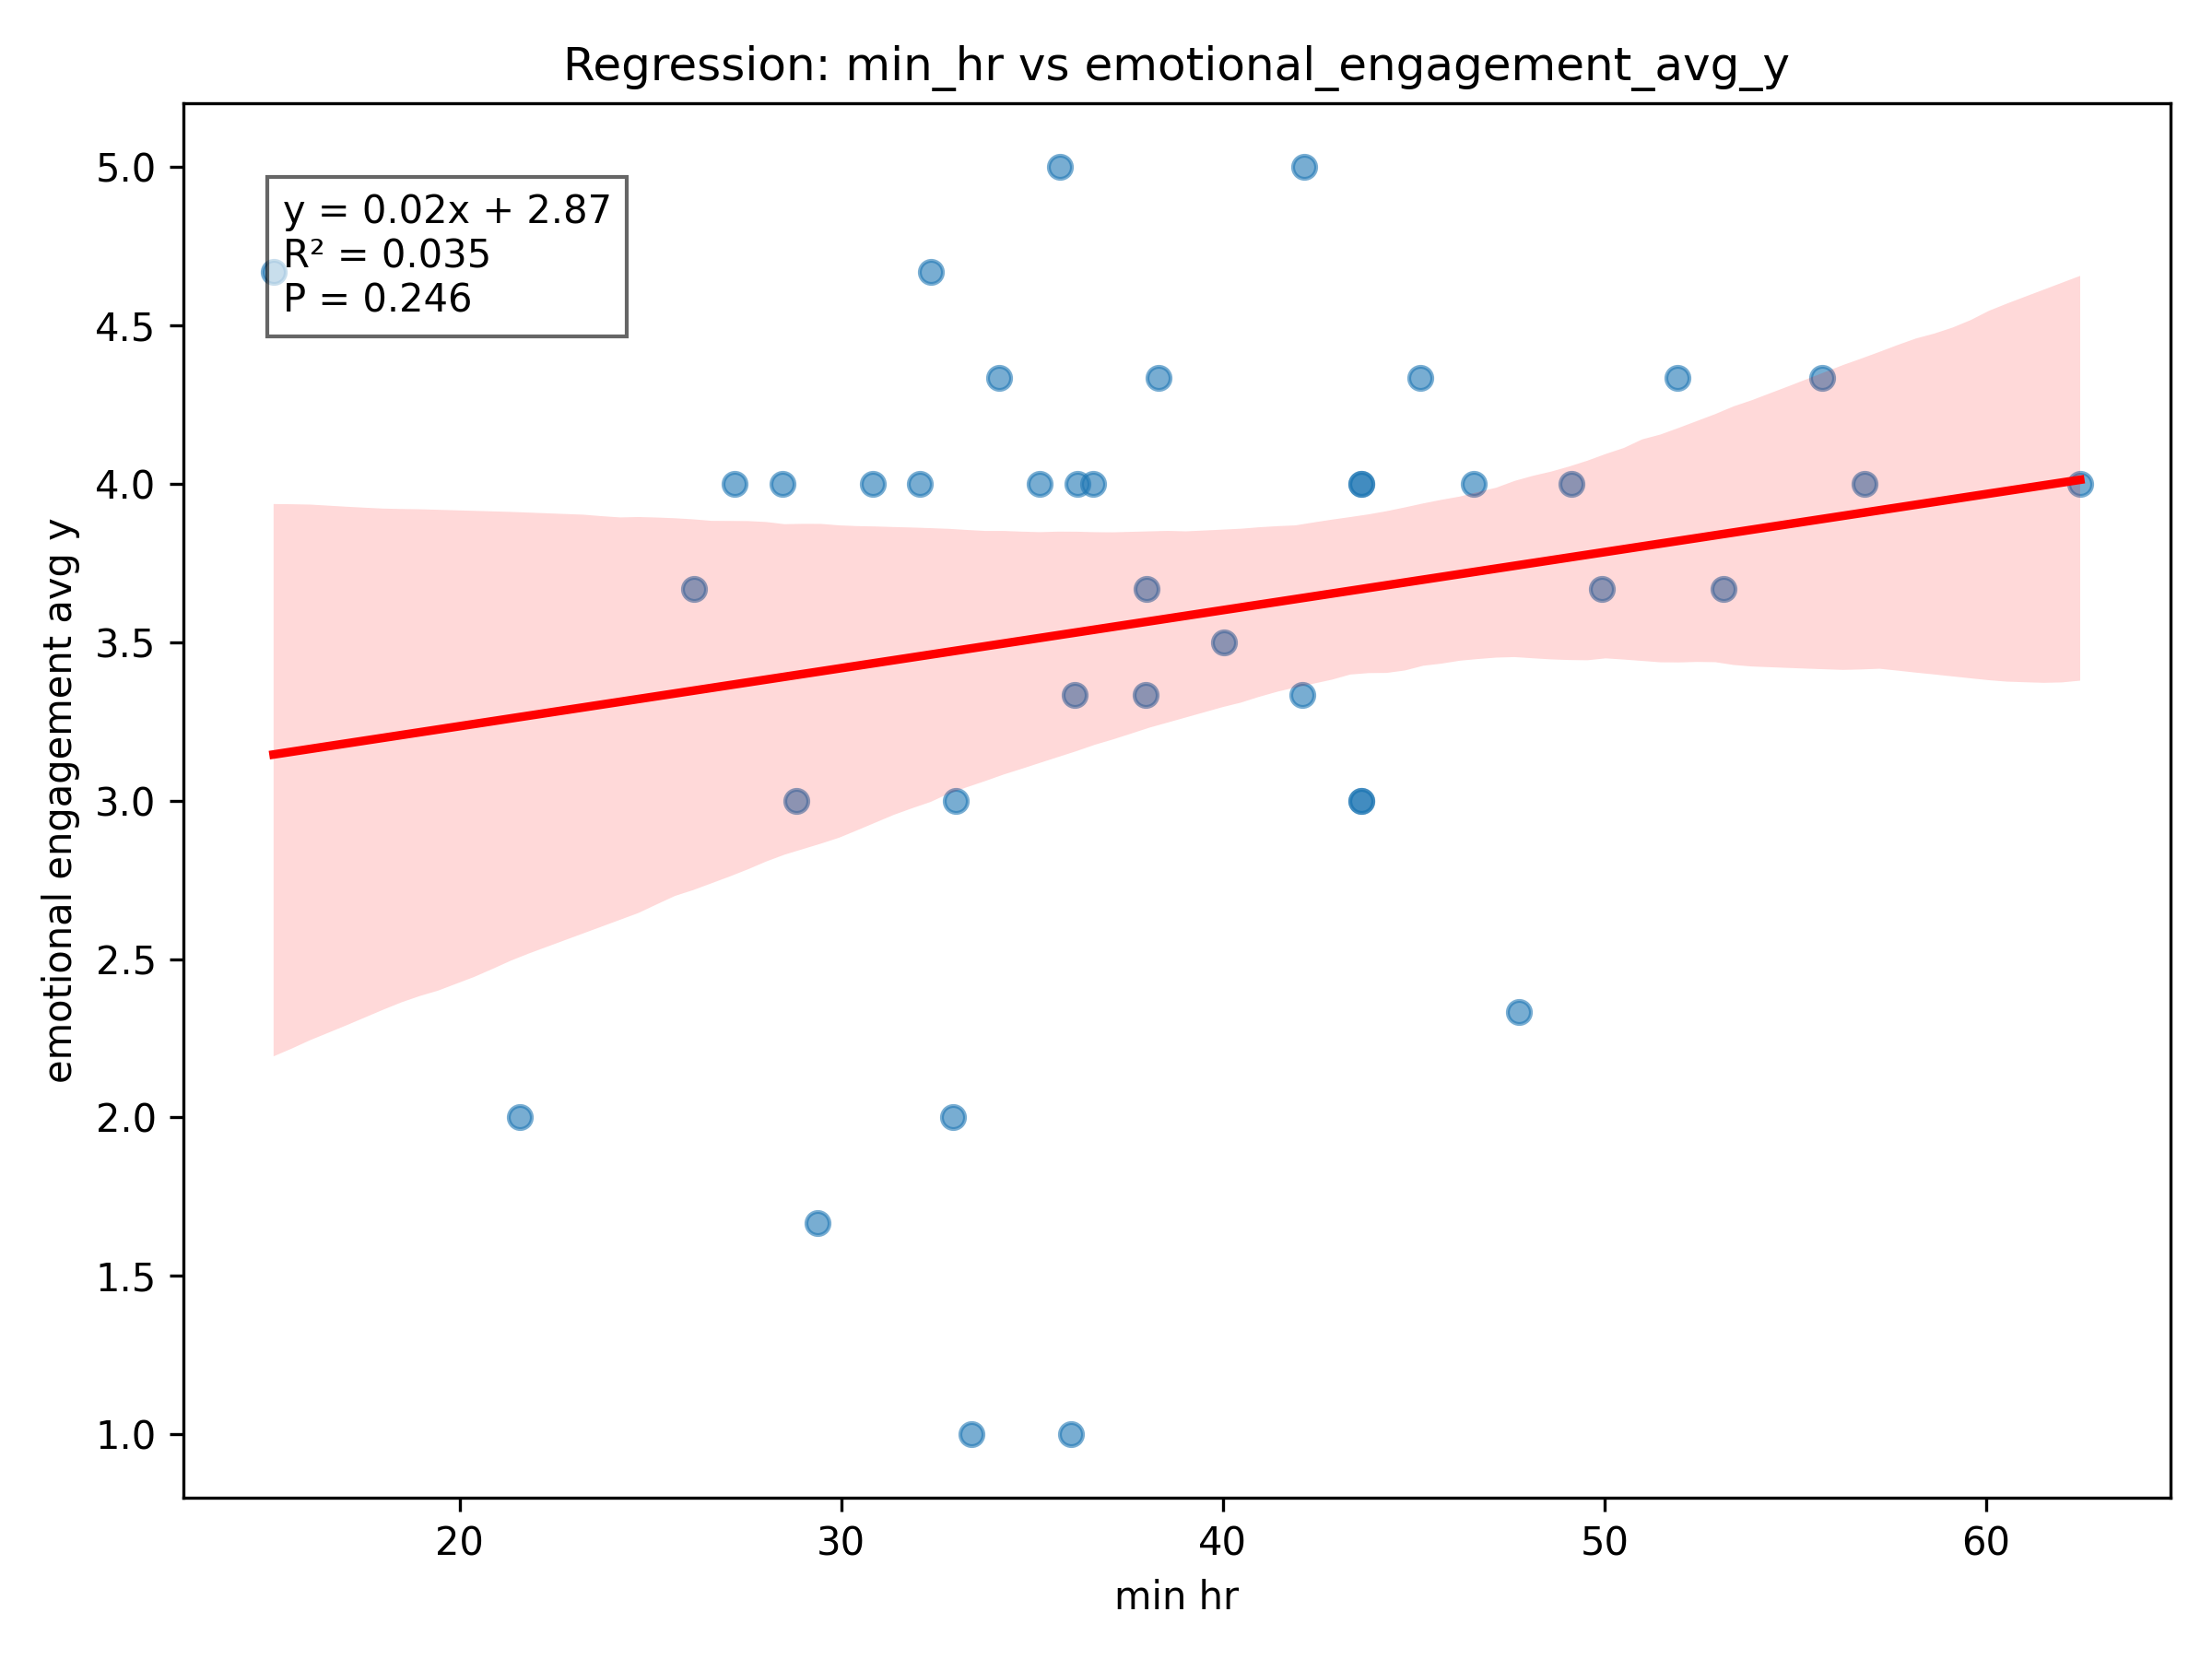 Regression: min_hr vs emotional_engagement_avg_y
y = 0.02x + 2.87
R² = 0.035
P = 0.246
emotional engagement avg y
5.0
4.5
4.0
3.5
3.0
2.5
2.0
1.5
1.0
20 30 40 50 60
min hr